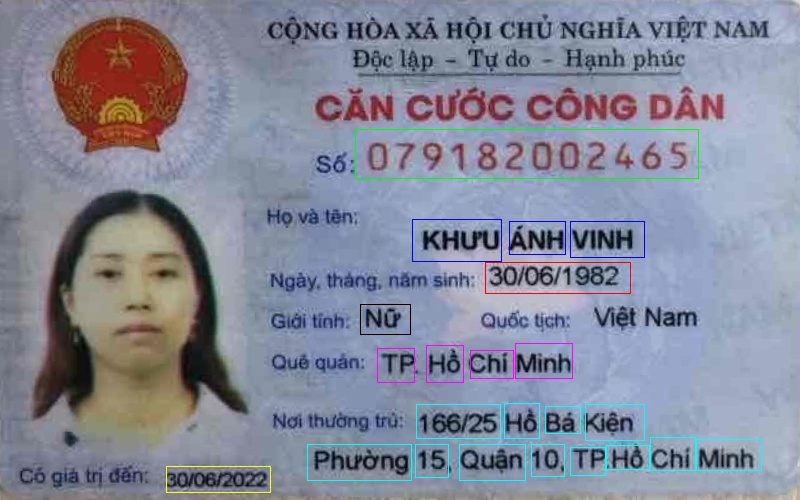 CỘNG HÒA XÃ HỘI CHỦ NGHĨA VIỆT NAM
Độc lập - Tự do - Hạnh phúc
CĂN CƯỚC CÔNG DÂN
Số: 079182002465
Họ và tên:
KHƯU ÁNH VINH
Ngày, tháng, năm sinh: 30/06/1982
Giới tính: Nữ Quốc tịch: Việt Nam
Quê quán: TP. Hồ Chí Minh
Nơi thường trú: 166/25 Hồ Bá Kiện
Phường 15, Quận 10, TP.Hồ Chí Minh
Có giá trị đến: 30/06/2022